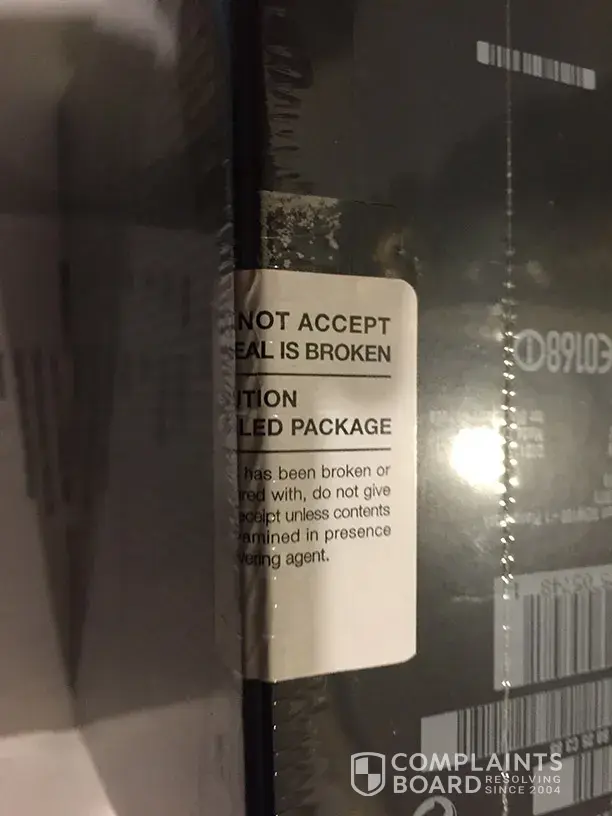 NOT ACCEPT
EAL IS BROKEN
ITION
LED PACKAGE
has been broken or
red with, do not give
eceipt unless contents
amined in presence
vering agent.
COMPLAINTS
BOARD RESOLVING
SINCE 2004